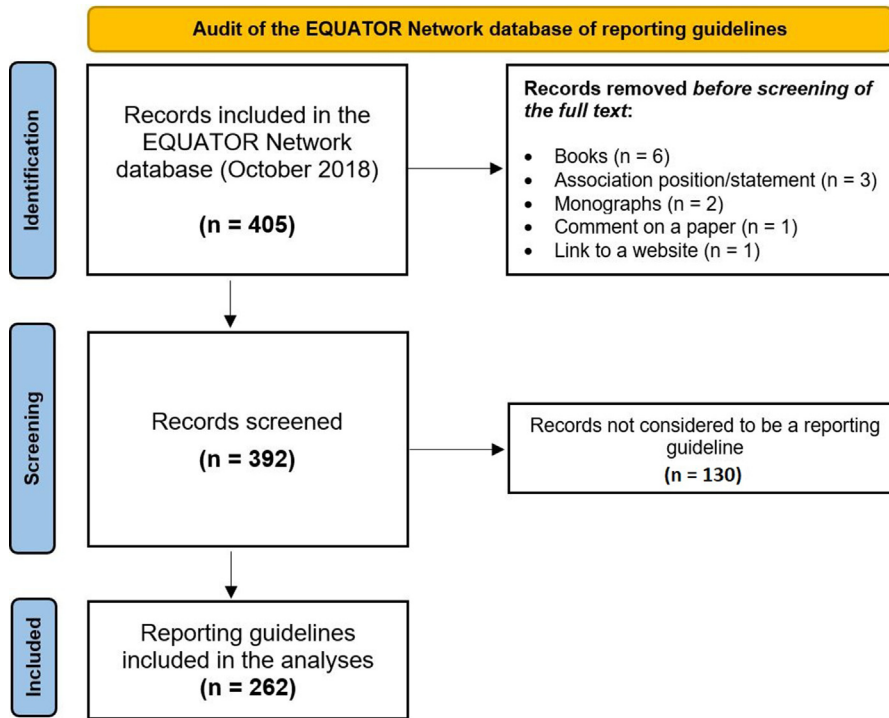 Audit of the EQUATOR Network database of reporting guidelines
Identification
Records included in the
EQUATOR Network
database (October 2018)
(n = 405)
Records removed before screening of
the full text:
• Books (n = 6)
• Association position/statement (n = 3)
• Monographs (n = 2)
• Comment on a paper (n = 1)
• Link to a website (n = 1)
Screening
Records screened
(n = 392)
Records not considered to be a reporting
guideline
(n = 130)
Included
Reporting guidelines
included in the analyses
(n = 262)